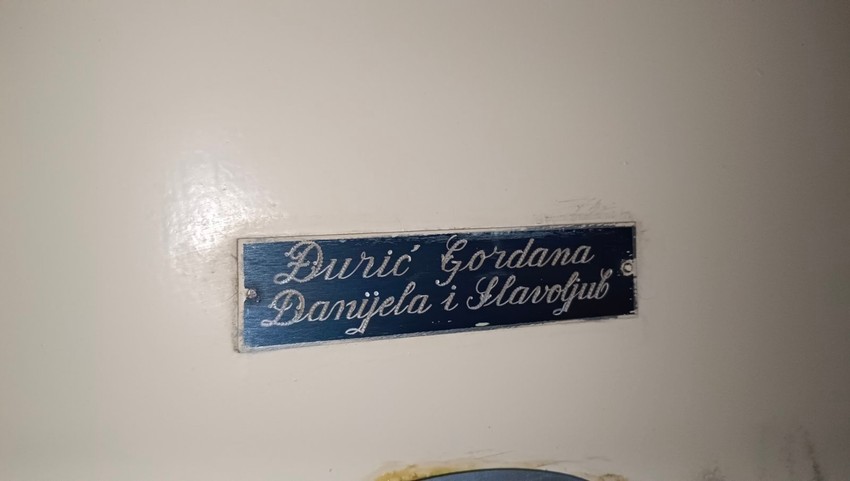 Đurić Gordana
Danijela i Slavoljub